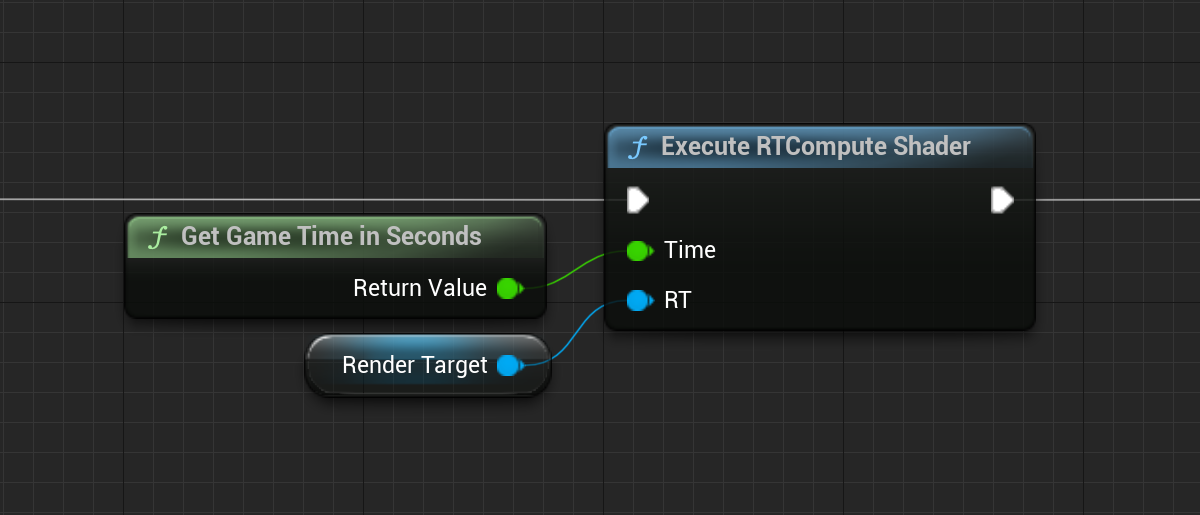 Execute RTCompute Shader
Get Game Time in Seconds
Time
Return Value
RT
Render Target